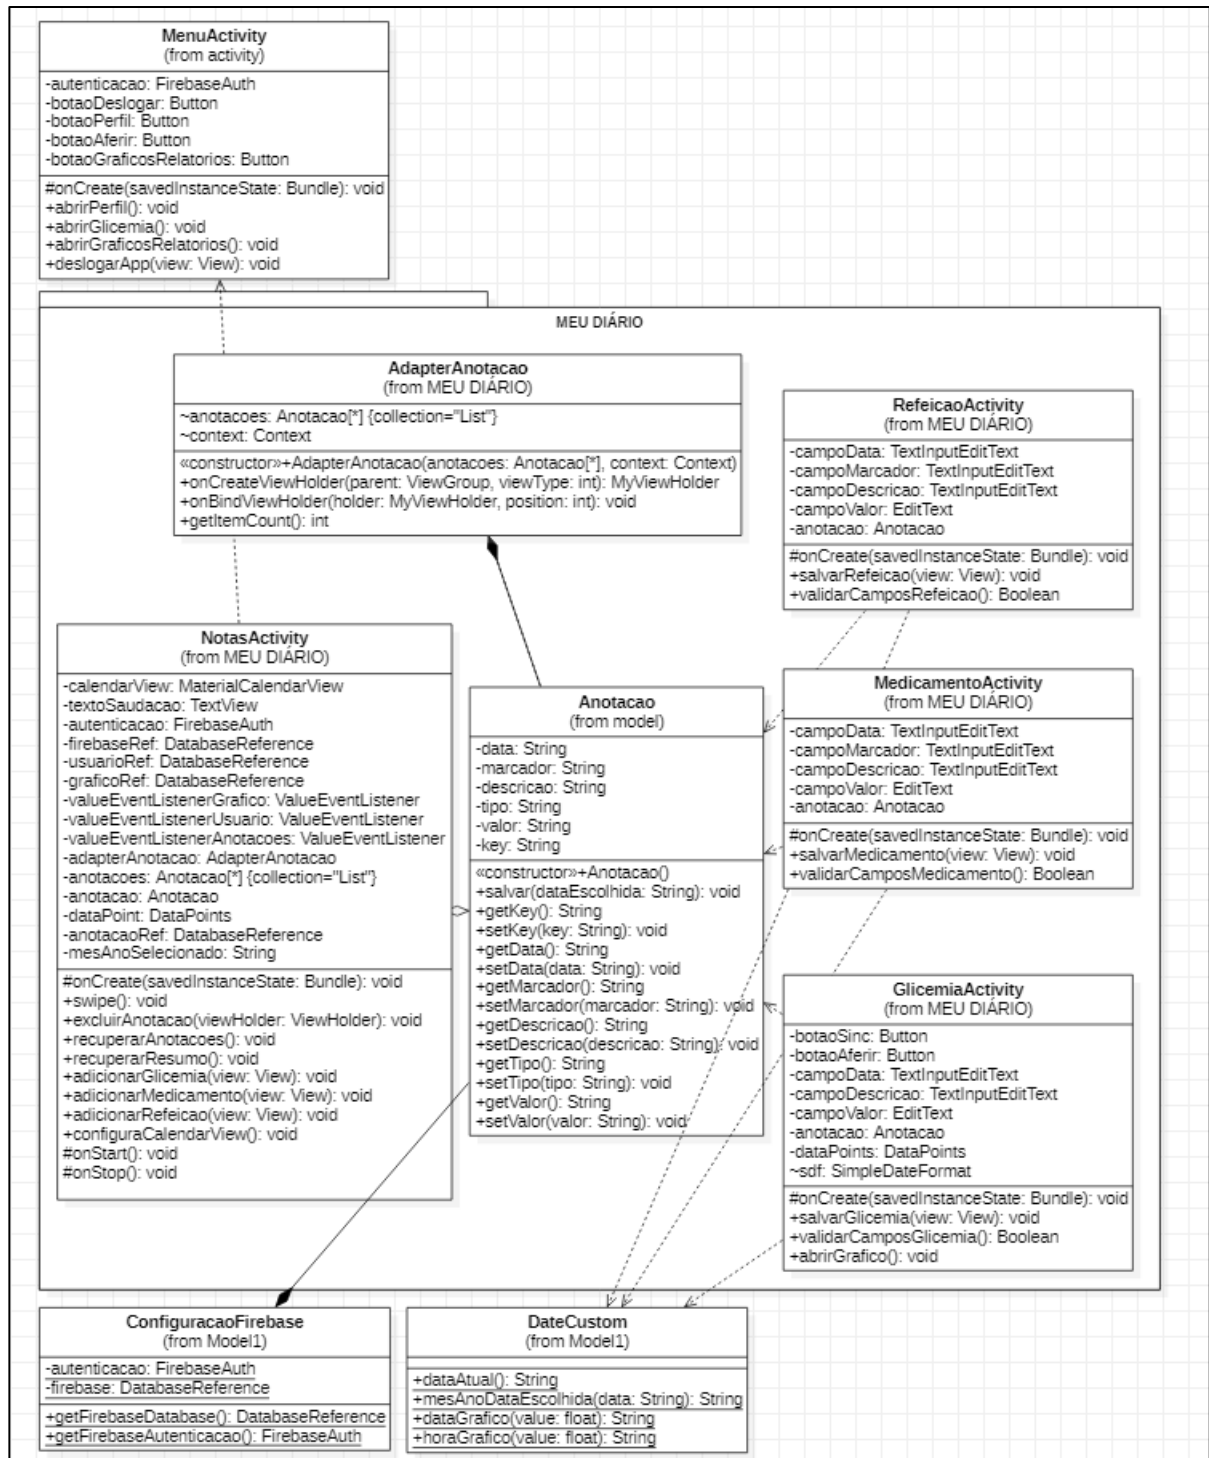 MenuActivity
(from activity)
-autenticacao: FirebaseAuth
-botaoDeslogar: Button
-botaoPerfil: Button
-botaoAferir: Button
-botaoGraficosRelatorios: Button
#onCreate(savedInstanceState: Bundle): void
+abrirPerfil(): void
+abrirGlicemia(): void
+abrirGraficosRelatorios(): void
+deslogarApp(view: View): void
MEU DIÁRIO
AdapterAnotacao
(from MEU DIÁRIO)
~anotacoes: Anotacao[*] {collection="List"}
~context: Context
«constructor»+AdapterAnotacao(anotacoes: Anotacao[*], context: Context)
+onCreateViewHolder(parent: ViewGroup, viewType: int): MyViewHolder
+onBindViewHolder(holder: MyViewHolder, position: int): void
+getItemCount(): int
RefeicaoActivity
(from MEU DIÁRIO)
-campoData: TextInputEditText
-campoMarcador: TextInputEditText
-campoDescricao: TextInputEditText
-campoValor: EditText
-anotacao: Anotacao
#onCreate(savedInstanceState: Bundle): void
+salvarRefeicao(view: View): void
+validarCamposRefeicao(): Boolean
NotasActivity
(from MEU DIÁRIO)
-calendarView: MaterialCalendarView
-textoSaudacao: TextView
-autenticacao: FirebaseAuth
-firebaseRef: DatabaseReference
-usuarioRef: DatabaseReference
-graficoRef: DatabaseReference
-valueEventListenerGrafico: ValueEventListener
-valueEventListenerUsuario: ValueEventListener
-valueEventListenerAnotacoes: ValueEventListener
-adapterAnotacao: AdapterAnotacao
-anotacoes: Anotacao[*] {collection="List"}
-anotacao: Anotacao
-dataPoint: DataPoints
-anotacaoRef: DatabaseReference
-mesAnoSelecionado: String
#onCreate(savedInstanceState: Bundle): void
+swipe(): void
+excluirAnotacao(viewHolder: ViewHolder): void
+recuperarAnotacoes(): void
+recuperarResumo(): void
+adicionarGlicemia(view: View): void
+adicionarMedicamento(view: View): void
+adicionarRefeicao(view: View): void
+configuraCalendarView(): void
#onStart(): void
#onStop(): void
Anotacao
(from model)
-data: String
-marcador: String
-descricao: String
-tipo: String
-valor: String
-key: String
«constructor»+Anotacao()
+salvar(dataEscolhida: String): void
+getKey(): String
+setKey(key: String): void
+getData(): String
+setData(data: String): void
+getMarcador(): String
+setMarcador(marcador: String): void
+getDescricao(): String
+setDescricao(descricao: String): void
+getTipo(): String
+setTipo(tipo: String): void
+getValor(): String
+setValor(valor: String): void
MedicamentoActivity
(from MEU DIÁRIO)
-campoData: TextInputEditText
-campoMarcador: TextInputEditText
-campoDescricao: TextInputEditText
-campoValor: EditText
-anotacao: Anotacao
#onCreate(savedInstanceState: Bundle): void
+salvarMedicamento(view: View): void
+validarCamposMedicamento(): Boolean
GlicemiaActivity
(from MEU DIÁRIO)
-botaoSinc: Button
-botaoAferir: Button
-campoData: TextInputEditText
-campoDescricao: TextInputEditText
-campoValor: EditText
-anotacao: Anotacao
-dataPoints: DataPoints
~sdf: SimpleDateFormat
#onCreate(savedInstanceState: Bundle): void
+salvarGlicemia(view: View): void
+validarCamposGlicemia(): Boolean
+abrirGrafico(): void
ConfiguracaoFirebase
(from Model1)
-autenticacao: FirebaseAuth
-firebase: DatabaseReference
+getFirebaseDatabase(): DatabaseReference
+getFirebaseAutenticacao(): FirebaseAuth
DateCustom
(from Model1)
+dataAtual(): String
+mesAnoDataEscolhida(data: String): String
+dataGrafico(value: float): String
+horaGrafico(value: float): String